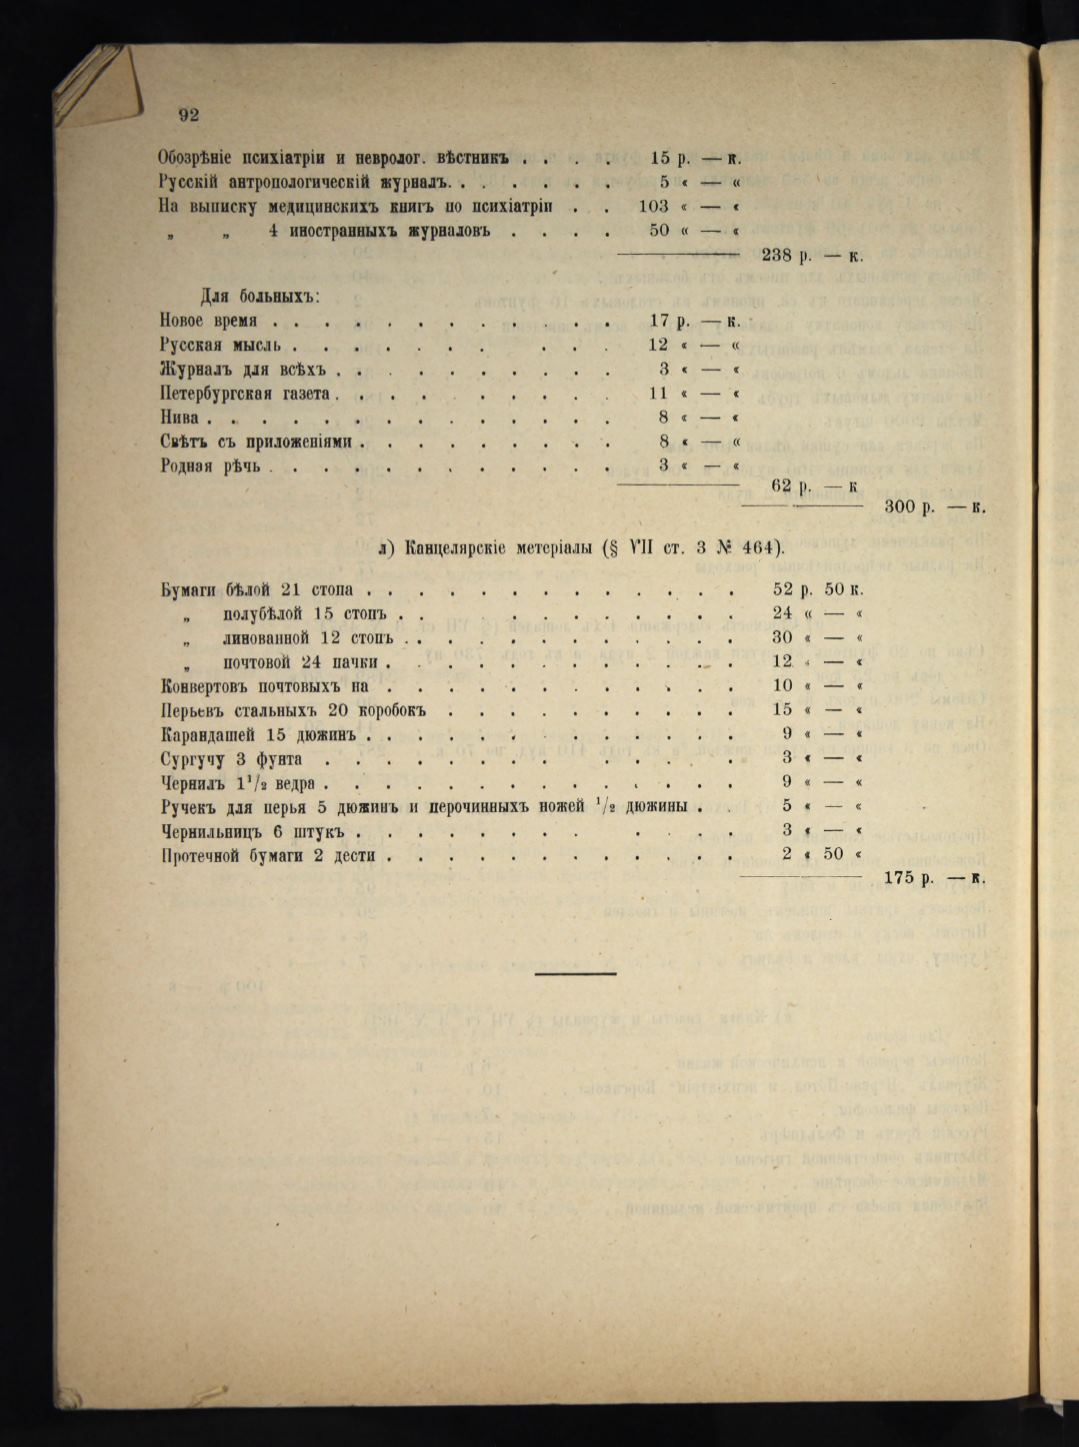 92
Обозрѣніе психіатріи и невролог. вѣстникъ . . . . 15 р. — к.
Русскій антропологическій журналъ. . . . . . . 5 « — «
На выписку медицинскихъ книгъ по психіатріи . . 103 « — «
„ „ 4 иностранныхъ журналовъ . . . . 50 « — «
238 р. — к.
Для больныхъ:
Новое время . . . . . . . . . . . . . 17 р. — к.
Русская мысль . . . . . . . . . . . 12 « — «
Журналъ для всѣхъ . . . . . . . . . . . 3 « — «
Петербургская газета . . . . . . . . . 11 « — «
Нива . . . . . . . . . . . . . . . 8 « — «
Свѣтъ съ приложеніями . . . . . . . . . . 8 « — «
Родная рѣчь . . . . . . . . . . . . . 3 « — «
62 р. — к
300 р. — к.
л) Канцелярскіе метеріалы (§ VII ст. 3 № 464).
Бумаги бѣлой 21 стопа . . . . . . . . . . . . . . 52 р. 50 к.
„ полубѣлой 15 стопъ . . . . . . . . . . . 24 « — «
„ линованной 12 стопъ . . . . . . . . . . . . . 30 « — «
„ почтовой 24 пачки . . . . . . . . . . . . . 12 « — «
Конвертовъ почтовыхъ на . . . . . . . . . . . . . 10 « — «
Перьевъ стальныхъ 20 коробокъ . . . . . . . . . . 15 « — «
Карандашей 15 дюжинъ . . . . . . . . . . . . . 9 « — «
Сургучу 3 фунта . . . . . . . . . . . . . 3 « — «
Чернилъ 1¹/₂ ведра . . . . . . . . . . . . . . . 9 « — «
Ручекъ для перья 5 дюжинъ и перочинныхъ ножей ¹/₂ дюжины . . 5 « — «
Чернильницъ 6 штукъ . . . . . . . . . . . . . 3 « — «
Протечной бумаги 2 дести . . . . . . . . . . . . . 2 « 50 «
175 р. — к.